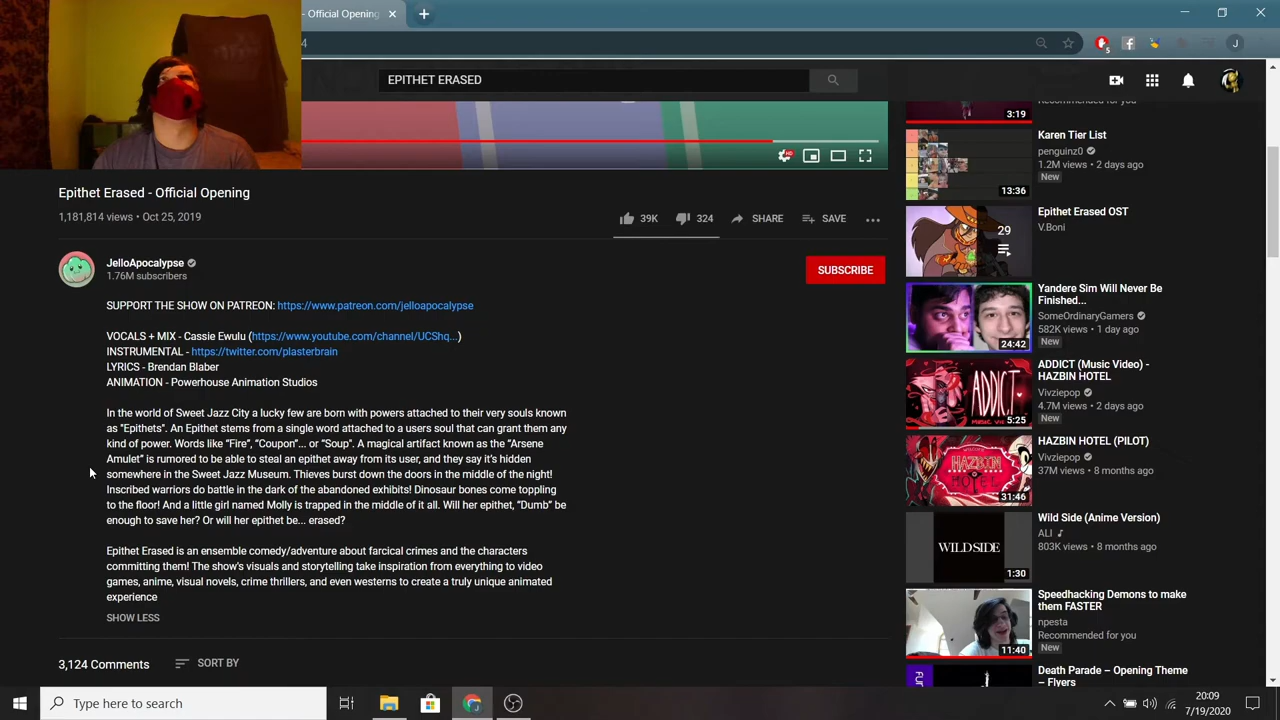 - Official Opening
4
5
J
EPITHET ERASED
Epithet Erased - Official Opening
1,181,814 views • Oct 25, 2019
39K
324
SHARE
SAVE
JelloApocalypse
1.76M subscribers
SUBSCRIBE
SUPPORT THE SHOW ON PATREON: https://www.patreon.com/jelloapocalypse
VOCALS + MIX - Cassie Ewulu (https://www.youtube.com/channel/UCShq...)
INSTRUMENTAL - https://twitter.com/plasterbrain
LYRICS - Brendan Blaber
ANIMATION - Powerhouse Animation Studios
In the world of Sweet Jazz City a lucky few are born with powers attached to their very souls known
as "Epithets". An Epithet stems from a single word attached to a users soul that can grant them any
kind of power. Words like “Fire”, “Coupon”... or “Soup”. A magical artifact known as the “Arsene
Amulet” is rumored to be able to steal an epithet away from its user, and they say it’s hidden
somewhere in the Sweet Jazz Museum. Thieves burst down the doors in the middle of the night!
Inscribed warriors do battle in the dark of the abandoned exhibits! Dinosaur bones come toppling
to the floor! And a little girl named Molly is trapped in the middle of it all. Will her epithet, “Dumb” be
enough to save her? Or will her epithet be... erased?
Epithet Erased is an ensemble comedy/adventure about farcical crimes and the characters
committing them! The show's visuals and storytelling take inspiration from everything to video
games, anime, visual novels, crime thrillers, and even westerns to create a truly unique animated
experience
SHOW LESS
3,124 Comments
SORT BY
Recommended for you
3:19
Karen Tier List
penguinz0
1.2M views • 2 days ago
New
13:36
Epithet Erased OST
V.Boni
29
Yandere Sim Will Never Be
Finished...
SomeOrdinaryGamers
582K views • 1 day ago
New
24:42
ADDICT (Music Video) -
HAZBIN HOTEL
Vivziepop
4.7M views • 2 days ago
ADDICT
5:25
HAZBIN HOTEL (PILOT)
Vivziepop
37M views • 8 months ago
HAZBIN
HOTEL
31:46
Wild Side (Anime Version)
ALI
803K views • 8 months ago
WILD SIDE
1:30
Speedhacking Demons to make
them FASTER
npesta
Recommended for you
New
11:40
Death Parade – Opening Theme
– Flyers
Type here to search
20:09
7/19/2020